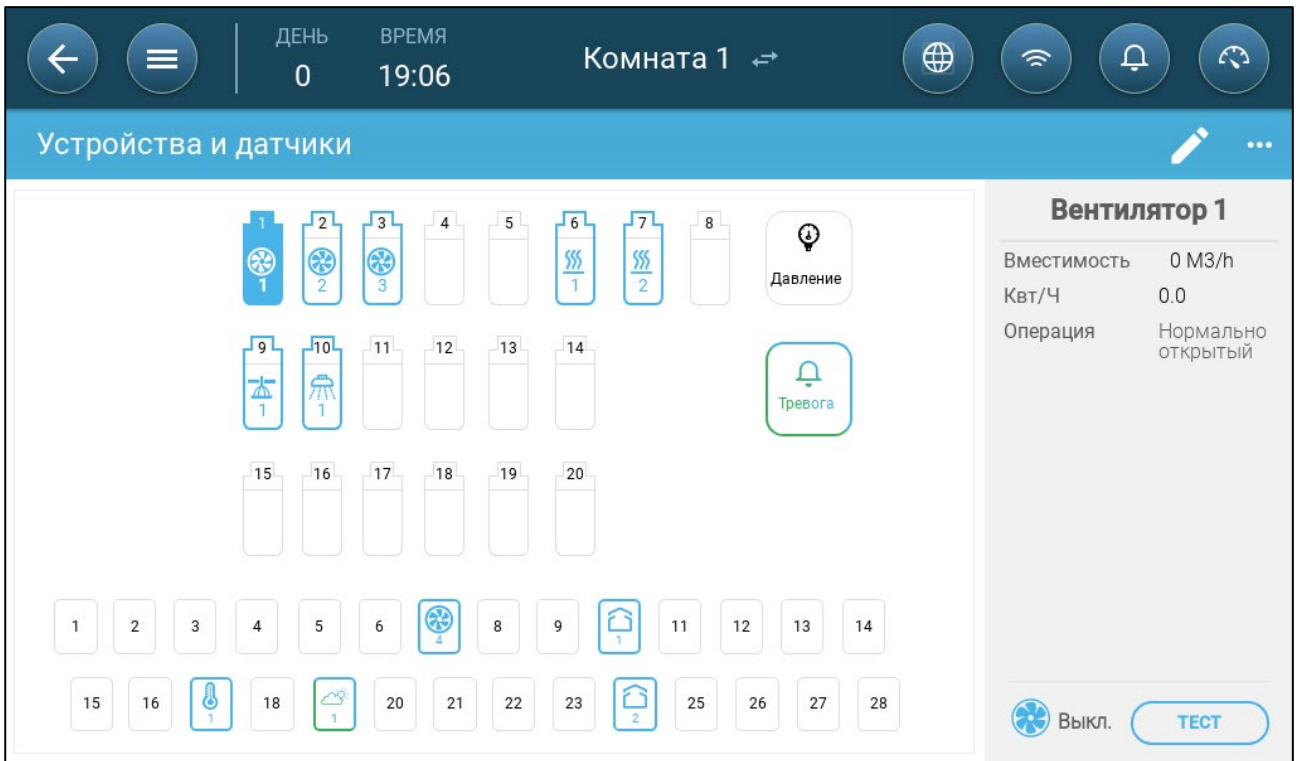 ДЕНЬ ВРЕМЯ
0 19:06 Комната 1
Устройства и датчики
Вентилятор 1
Вместимость 0 М3/h
Квт/Ч 0.0
Операция Нормально
открытый
1 2 3 4 5 6 7 8
1 2 3 1 2 Давление
9 10 11 12 13 14
1 1 Тревога
15 16 17 18 19 20
1 2 3 4 5 6 4 8 9 1 11 12 13 14
15 16 1 18 1 20 21 22 23 2 25 26 27 28
Выкл. ТЕСТ